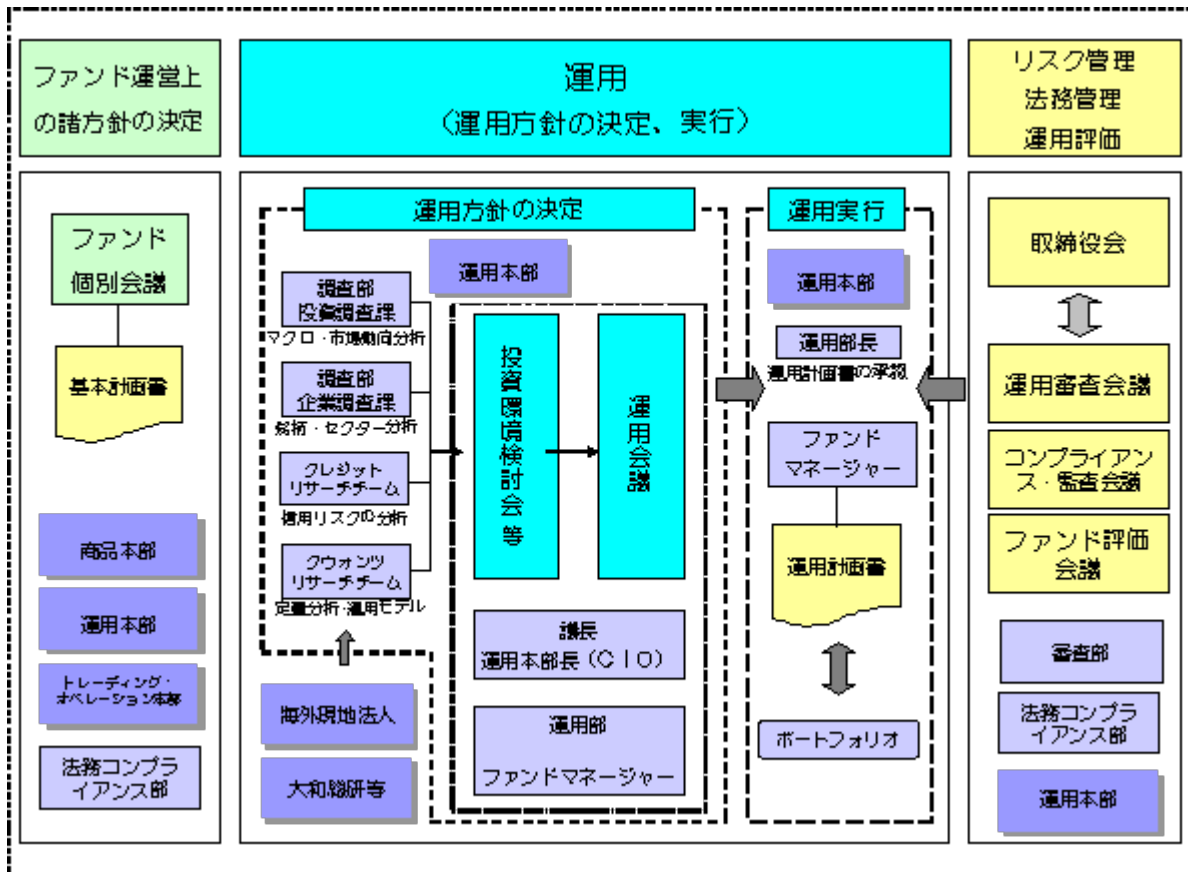 ファンド運営上
の諸方針の決定
運用
（運用方針の決定、実行）
リスク管理
法務管理
運用評価
ファンド
個別会議
基本計画書
商品本部
運用本部
トレーディング・
オペレーション本部
法務コンプラ
イアンス部
運用方針の決定
運用本部
調査部
投資調査課
マクロ・市場動向分析
調査部
企業調査課
銘柄・セクター分析
クレジット
リサーチチーム
信用リスクの分析
クウォンツ
リサーチチーム
定量分析・運用モデル
海外現地法人
大和総研等
投資環境検討会等
運用会議
議長
運用本部長（ＣＩＯ）
運用部
ファンドマネージャー
運用実行
運用本部
運用部長
運用計画書の承認
ファンド
マネージャー
運用計画書
ポートフォリオ
取締役会
運用審査会議
コンプライアン
ス・監査会議
ファンド評価
会議
審査部
法務コンプラ
イアンス部
運用本部